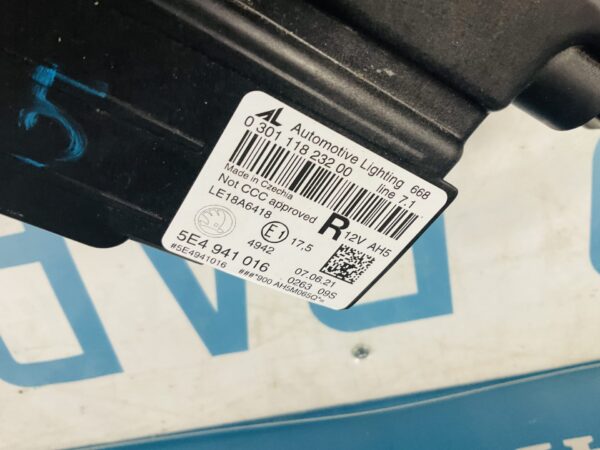 AL Automotive Lighting 668
0 301 118 232 00 line 7.1
Made in Czechia
Not CCC approved R 12V AH5
LE18A6418
E1 17,5
4942
5E4 941 016 07.06.21
#5E4941016 0263 09S
###*900 AH5M065G*=